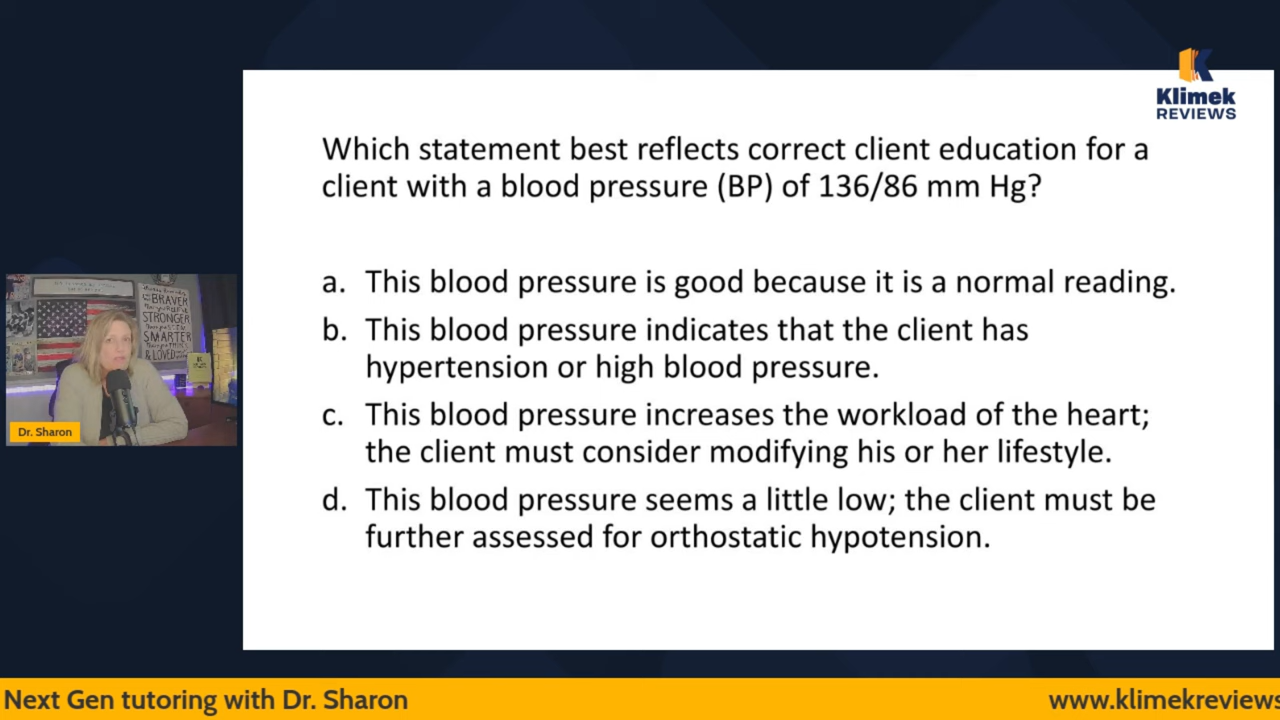 Klimek
REVIEWS
Which statement best reflects correct client education for a
client with a blood pressure (BP) of 136/86 mm Hg?
a. This blood pressure is good because it is a normal reading.
b. This blood pressure indicates that the client has
hypertension or high blood pressure.
c. This blood pressure increases the workload of the heart;
the client must consider modifying his or her lifestyle.
d. This blood pressure seems a little low; the client must be
further assessed for orthostatic hypotension.
BRAVER
STRONGER
SMARTER
& LOVED
Dr. Sharon
Next Gen tutoring with Dr. Sharon
www.klimekreviews